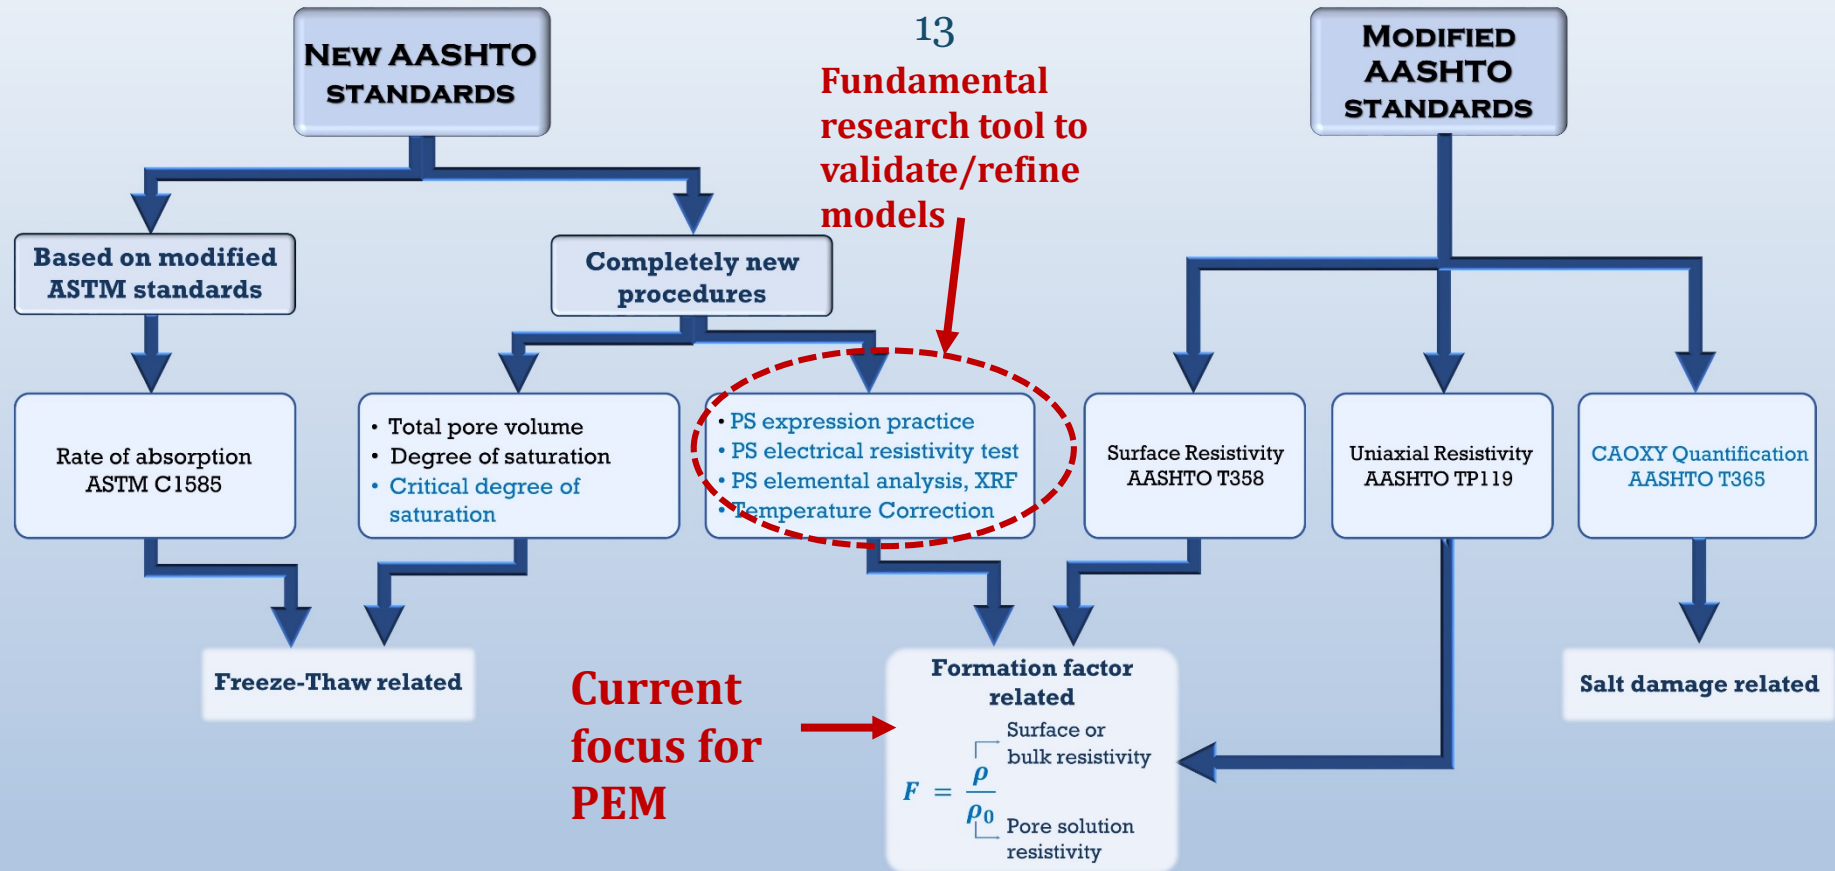 13
NEW AASHTO
STANDARDS
Fundamental
research tool to
validate/refine
models
MODIFIED
AASHTO
STANDARDS
Based on modified
ASTM standards
Completely new
procedures
Rate of absorption
ASTM C1585
• Total pore volume
• Degree of saturation
• Critical degree of
saturation
• PS expression practice
• PS electrical resistivity test
• PS elemental analysis, XRF
• Temperature Correction
Surface Resistivity
AASHTO T358
Uniaxial Resistivity
AASHTO TP119
CAOXY Quantification
AASHTO T365
Freeze-Thaw related
Current
focus for
PEM
Formation factor
related
Surface or
bulk resistivity
F = ρ/ρ₀
Pore solution
resistivity
Salt damage related